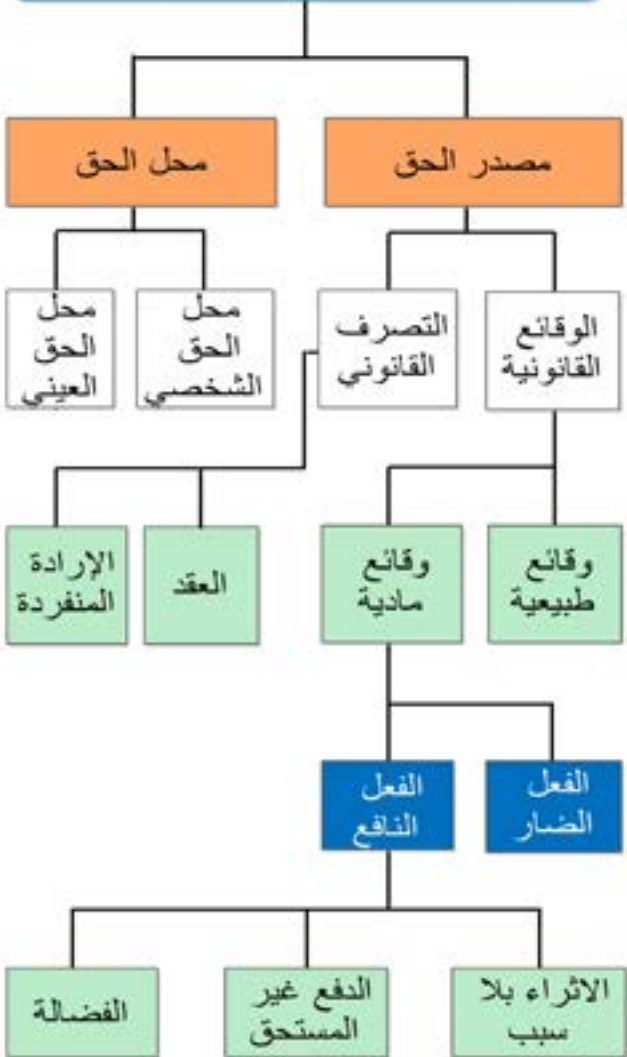 مصدر الحق
محل الحق
الوقائع
القانونية
التصرف
القانوني
محل
الحق
الشخصي
محل
الحق
العيني
وقائع
طبيعية
وقائع
مادية
العقد
الإرادة
المنفردة
الفعل
الضار
الفعل
النافع
الاثراء بلا
سبب
الدفع غير
المستحق
الفضالة